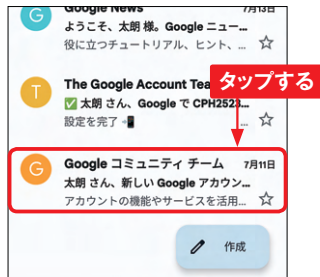 G
Google News
7月13日
ようこそ、太朗 様。Google ニュー...
役に立つチュートリアル、ヒント、...
T
The Google Account Tea
タップする
✅ 太朗 さん、Google で CPH2523...
設定を完了 📲 ...
G
Google コミュニティ チーム 7月11日
太朗 さん、新しい Google アカウン...
アカウントの機能やサービスを活用...
作成